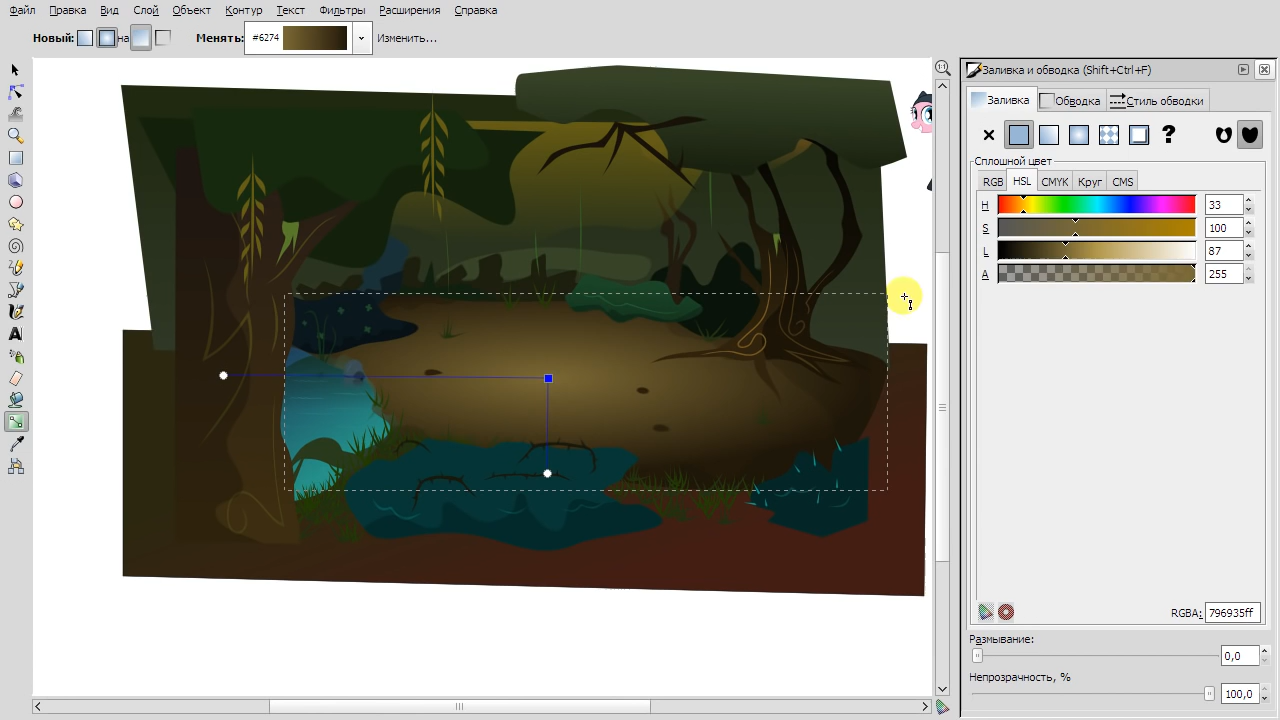 Файл Правка Вид Слой Объект Контур Текст Фильтры Расширения Справка
Новый: на Менять: #6274 Изменить...
1:1
Заливка и обводка (Shift+Ctrl+F)
Заливка Обводка Стиль обводки
?
Сплошной цвет
RGB HSL CMYK Круг CMS
H 33
S 100
L 87
A 255
A
RGBA: 796935ff
Размывание:
0,0
Непрозрачность, %
100,0